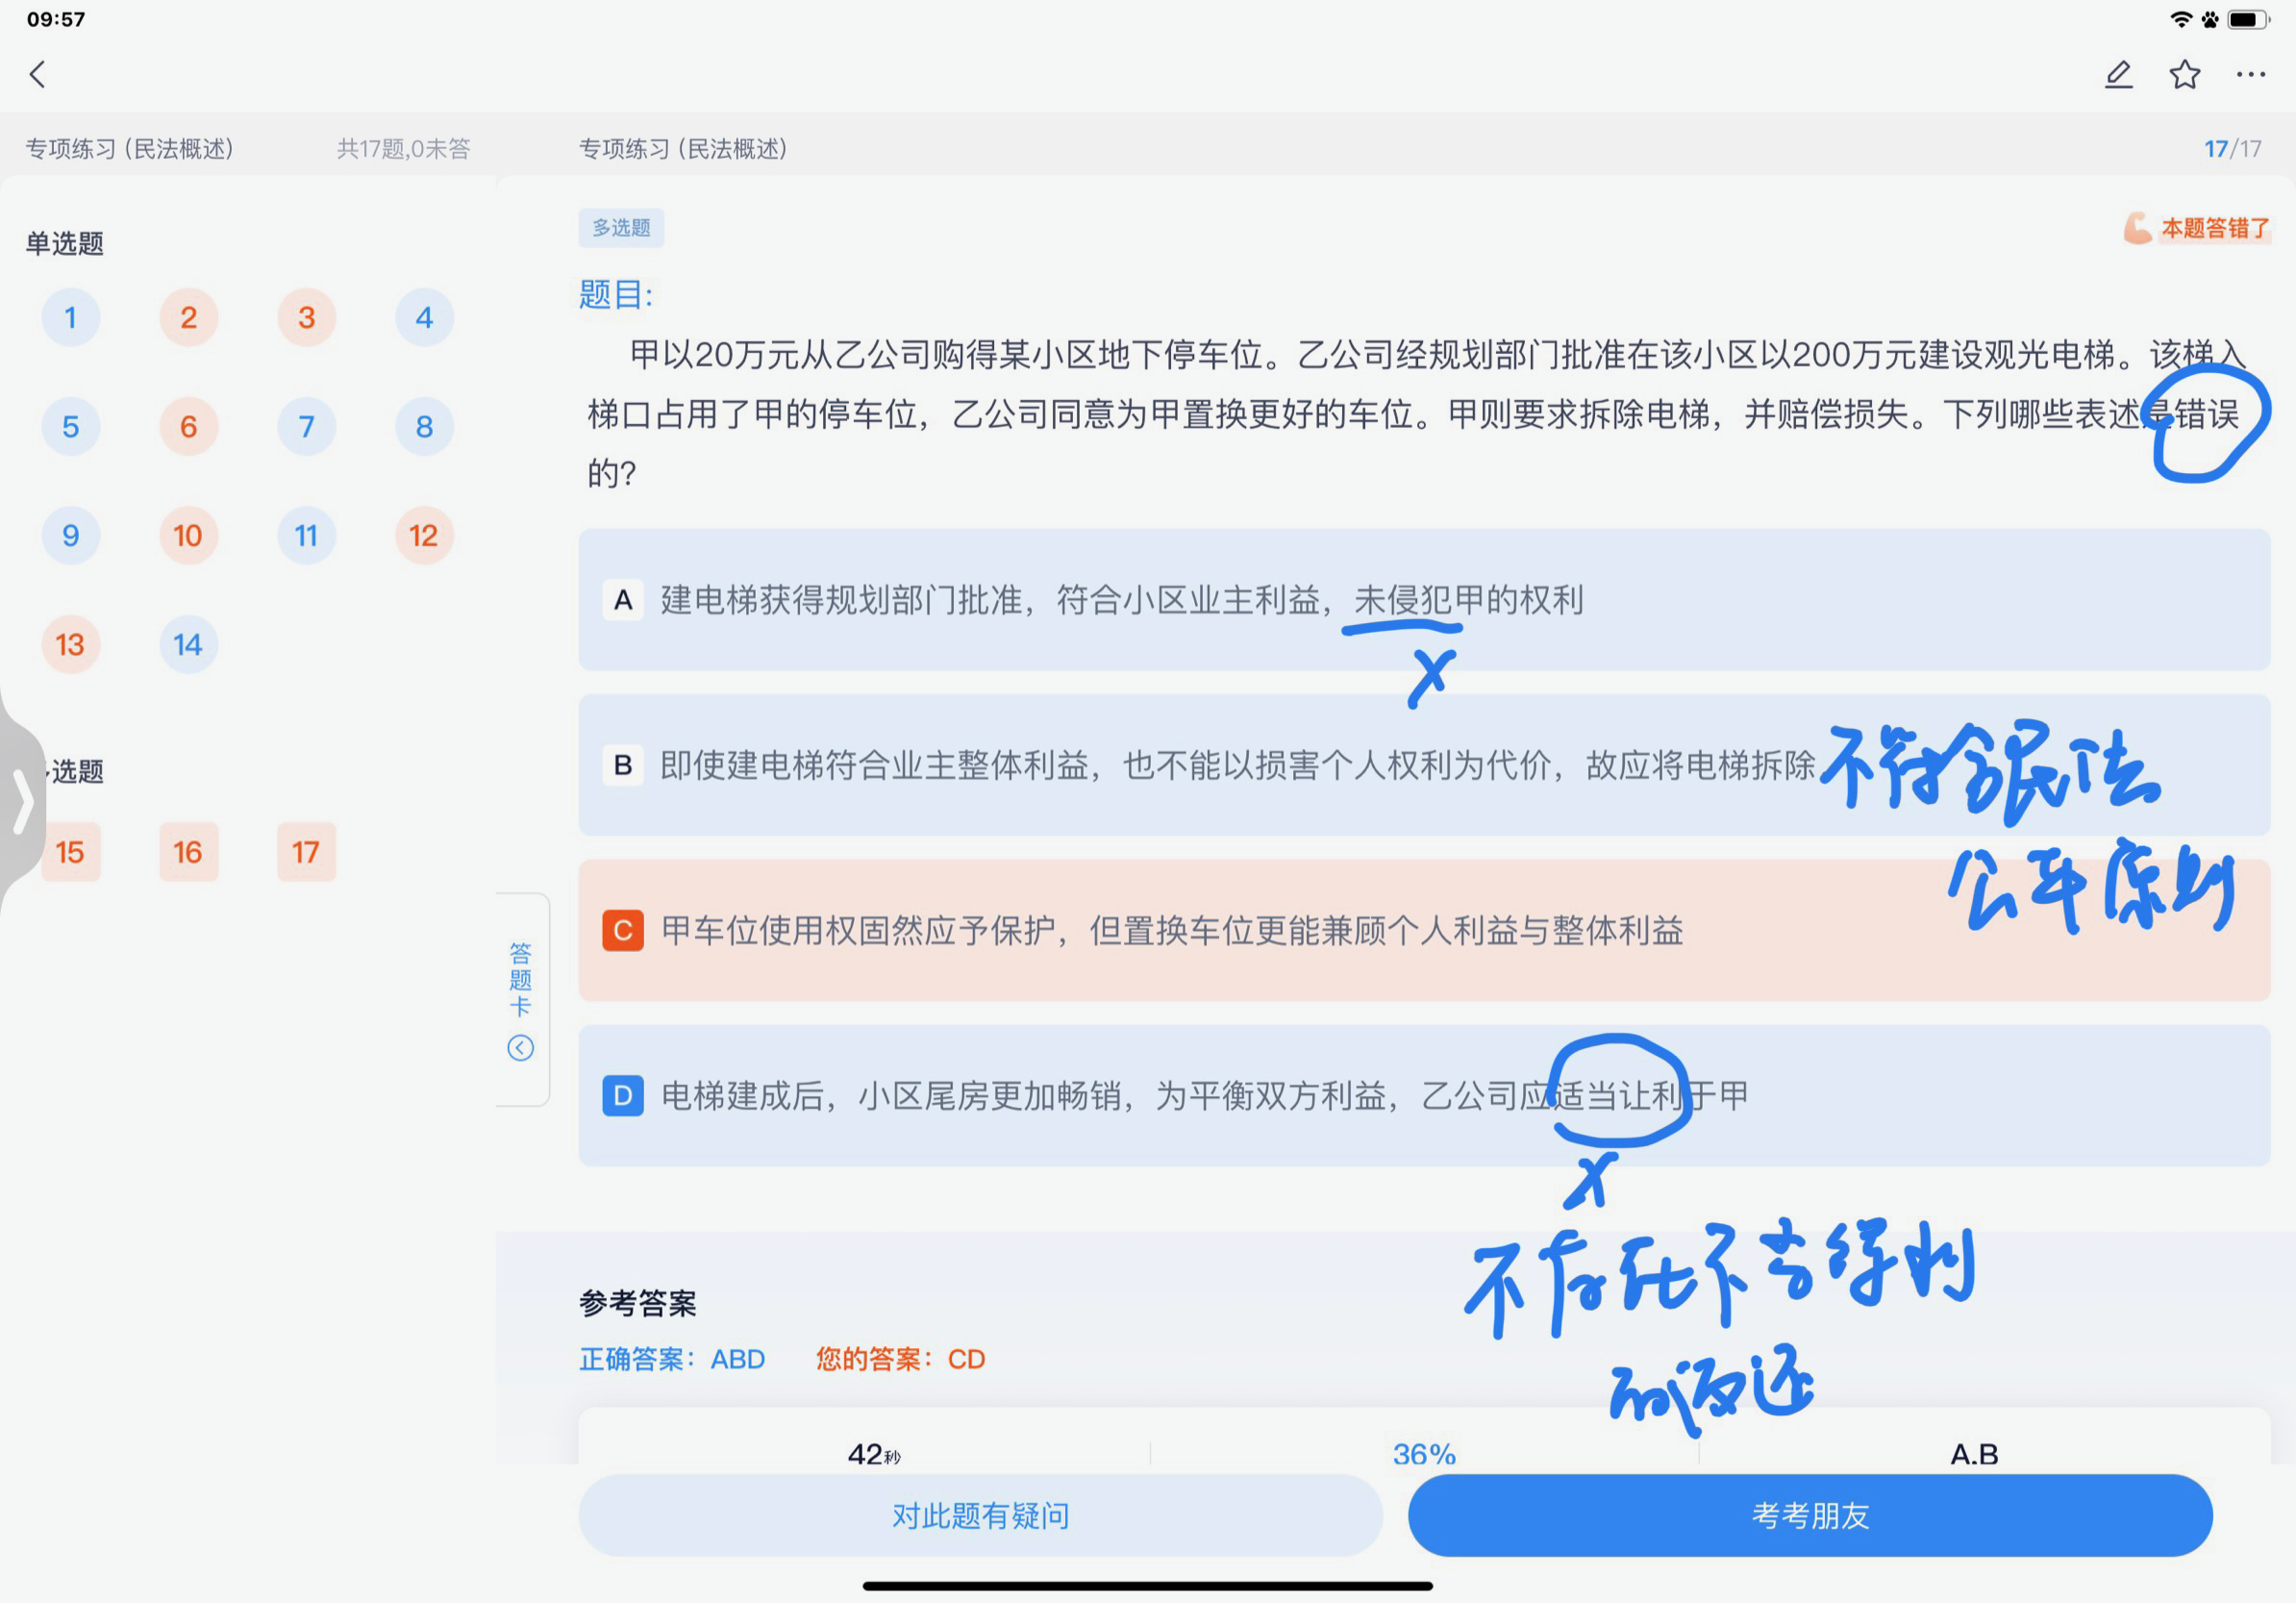 09:57
专项练习（民法概述）
共17题,0未答
专项练习（民法概述）
17/17
单选题
1 2 3 4
5 6 7 8
9 10 11 12
13 14
选题
15 16 17
答题卡
多选题
本题答错了
题目:
甲以20万元从乙公司购得某小区地下停车位。乙公司经规划部门批准在该小区以200万元建设观光电梯。该梯入
梯口占用了甲的停车位，乙公司同意为甲置换更好的车位。甲则要求拆除电梯，并赔偿损失。下列哪些表述是错误
的？
A 建电梯获得规划部门批准，符合小区业主利益，未侵犯甲的权利
x
B 即使建电梯符合业主整体利益，也不能以损害个人权利为代价，故应将电梯拆除
不符合民法
公平原则
C 甲车位使用权固然应予保护，但置换车位更能兼顾个人利益与整体利益
D 电梯建成后，小区尾房更加畅销，为平衡双方利益，乙公司应适当让利于甲
x
不存在不当得利
的返还
参考答案
正确答案：ABD 您的答案：CD
42秒 36% A,B
对此题有疑问
考考朋友